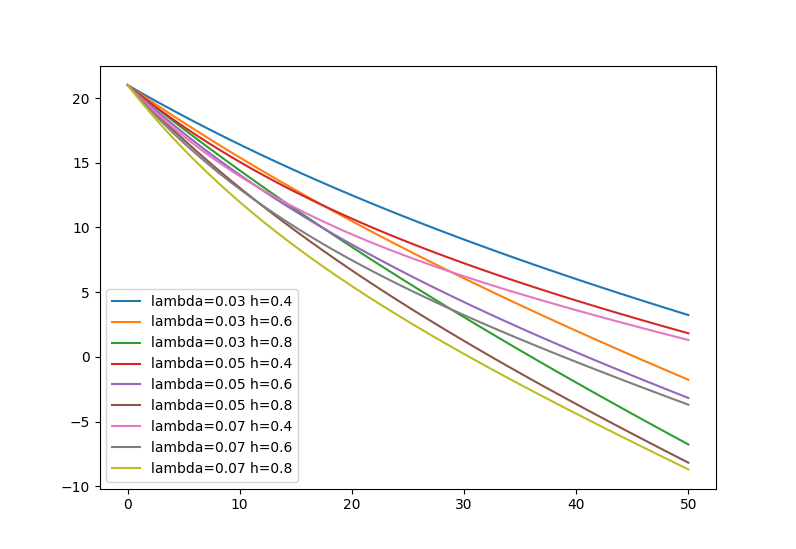 20
15
10
5
0
−5
−10
lambda=0.03 h=0.4
lambda=0.03 h=0.6
lambda=0.03 h=0.8
lambda=0.05 h=0.4
lambda=0.05 h=0.6
lambda=0.05 h=0.8
lambda=0.07 h=0.4
lambda=0.07 h=0.6
lambda=0.07 h=0.8
0 10 20 30 40 50